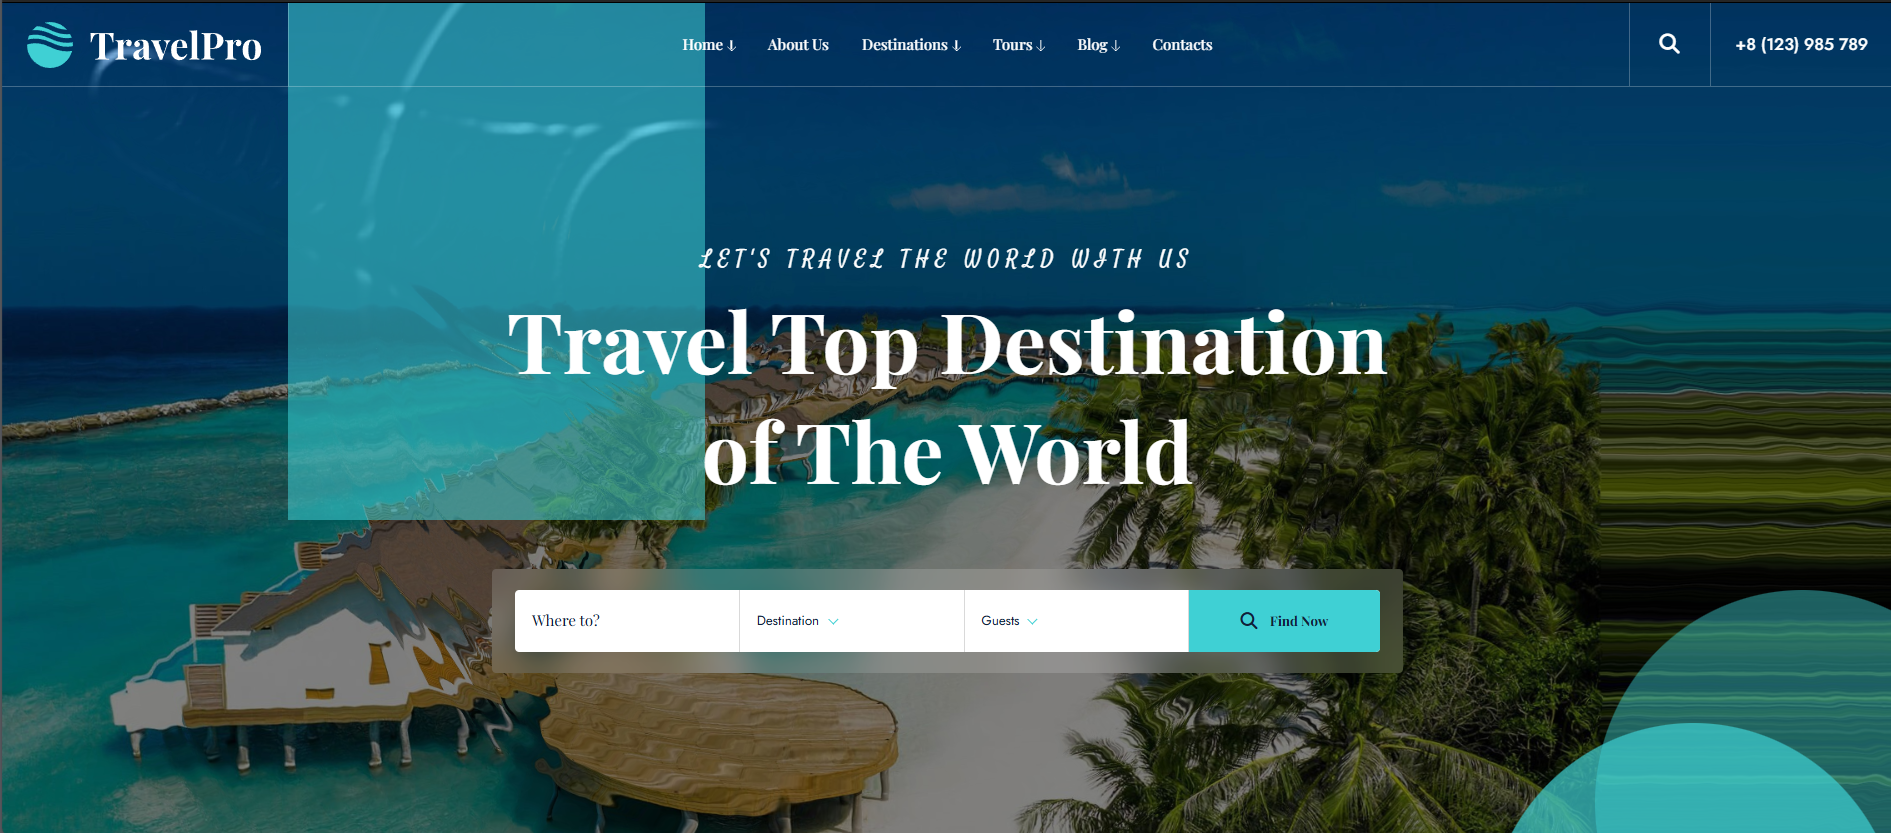 TravelPro
Home
About Us
Destinations
Tours
Blog
Contacts
+8 (123) 985 789
LET'S TRAVEL THE WORLD WITH US
Travel Top Destination
of The World
Where to?
Destination
Guests
Find Now